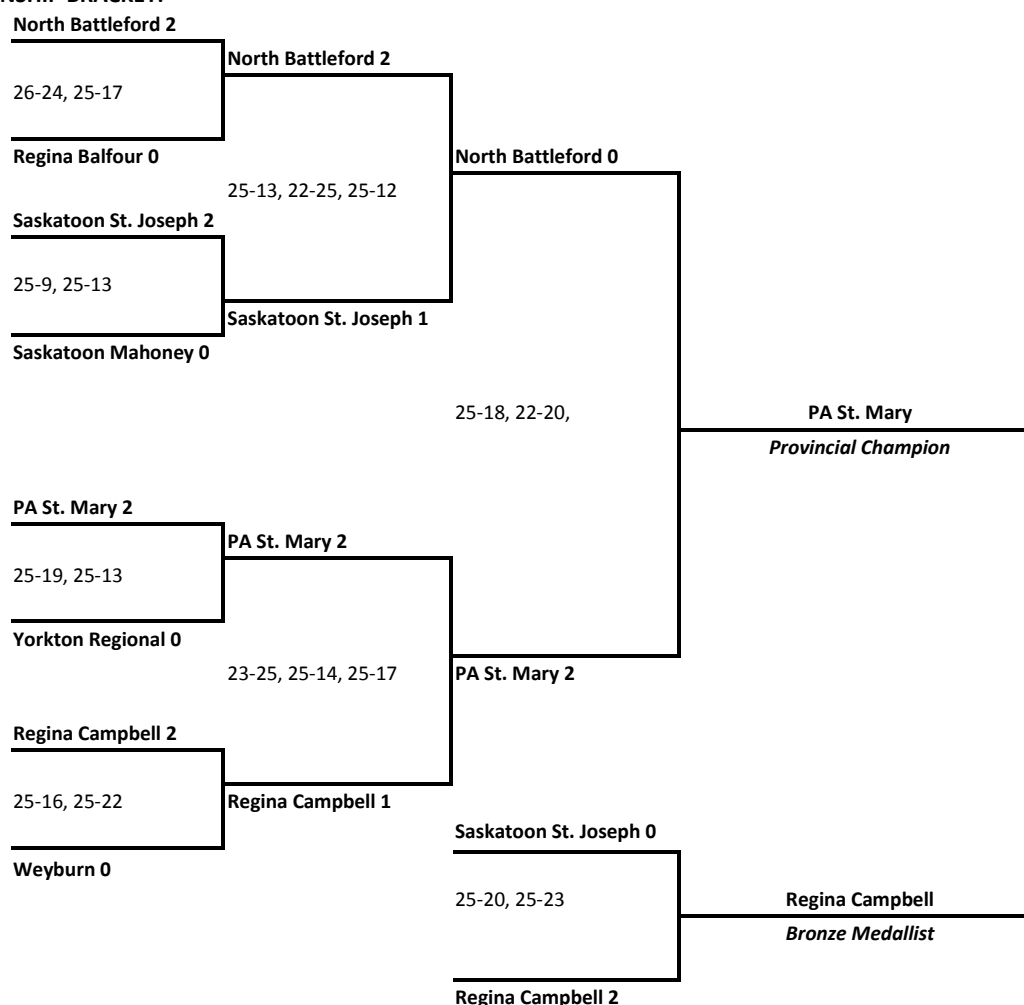 BRACKET:
North Battleford 2
26-24, 25-17
Regina Balfour 0
Saskatoon St. Joseph 2
25-9, 25-13
Saskatoon Mahoney 0
North Battleford 2
25-13, 22-25, 25-12
Saskatoon St. Joseph 1
North Battleford 0
25-18, 22-20,
PA St. Mary 2
PA St. Mary
Provincial Champion
PA St. Mary 2
25-19, 25-13
Yorkton Regional 0
Regina Campbell 2
25-16, 25-22
Weyburn 0
PA St. Mary 2
23-25, 25-14, 25-17
Regina Campbell 1
Saskatoon St. Joseph 0
25-20, 25-23
Regina Campbell 2
Regina Campbell
Bronze Medallist